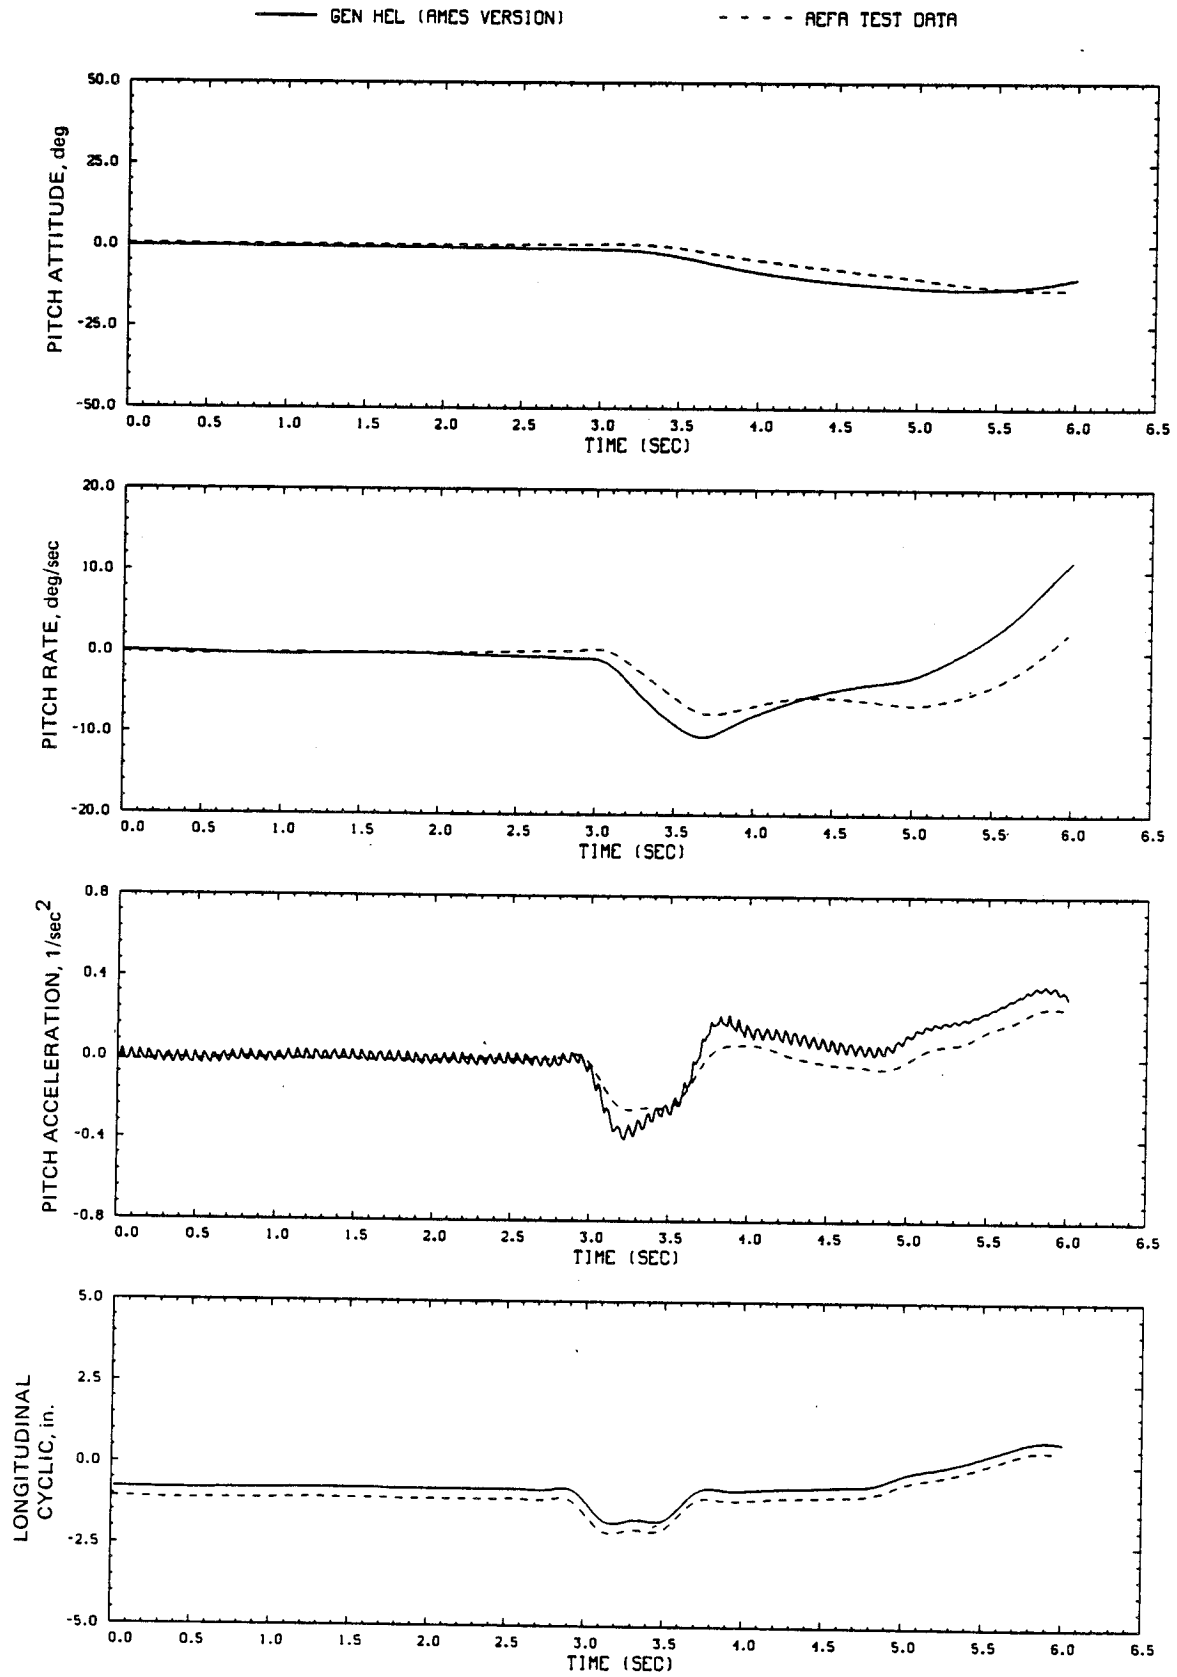 GEN HEL (AMES VERSION)
AEFA TEST DATA
PITCH ATTITUDE, deg
50.0
25.0
0.0
-25.0
-50.0
0.0 0.5 1.0 1.5 2.0 2.5 3.0 3.5 4.0 4.5 5.0 5.5 6.0 6.5
TIME (SEC)
PITCH RATE, deg/sec
20.0
10.0
0.0
-10.0
-20.0
0.0 0.5 1.0 1.5 2.0 2.5 3.0 3.5 4.0 4.5 5.0 5.5 6.0 6.5
TIME (SEC)
PITCH ACCELERATION, 1/sec²
0.8
0.4
0.0
-0.4
-0.8
0.0 0.5 1.0 1.5 2.0 2.5 3.0 3.5 4.0 4.5 5.0 5.5 6.0 6.5
TIME (SEC)
LONGITUDINAL
CYCLIC, in.
5.0
2.5
0.0
-2.5
-5.0
0.0 0.5 1.0 1.5 2.0 2.5 3.0 3.5 4.0 4.5 5.0 5.5 6.0 6.5
TIME (SEC)